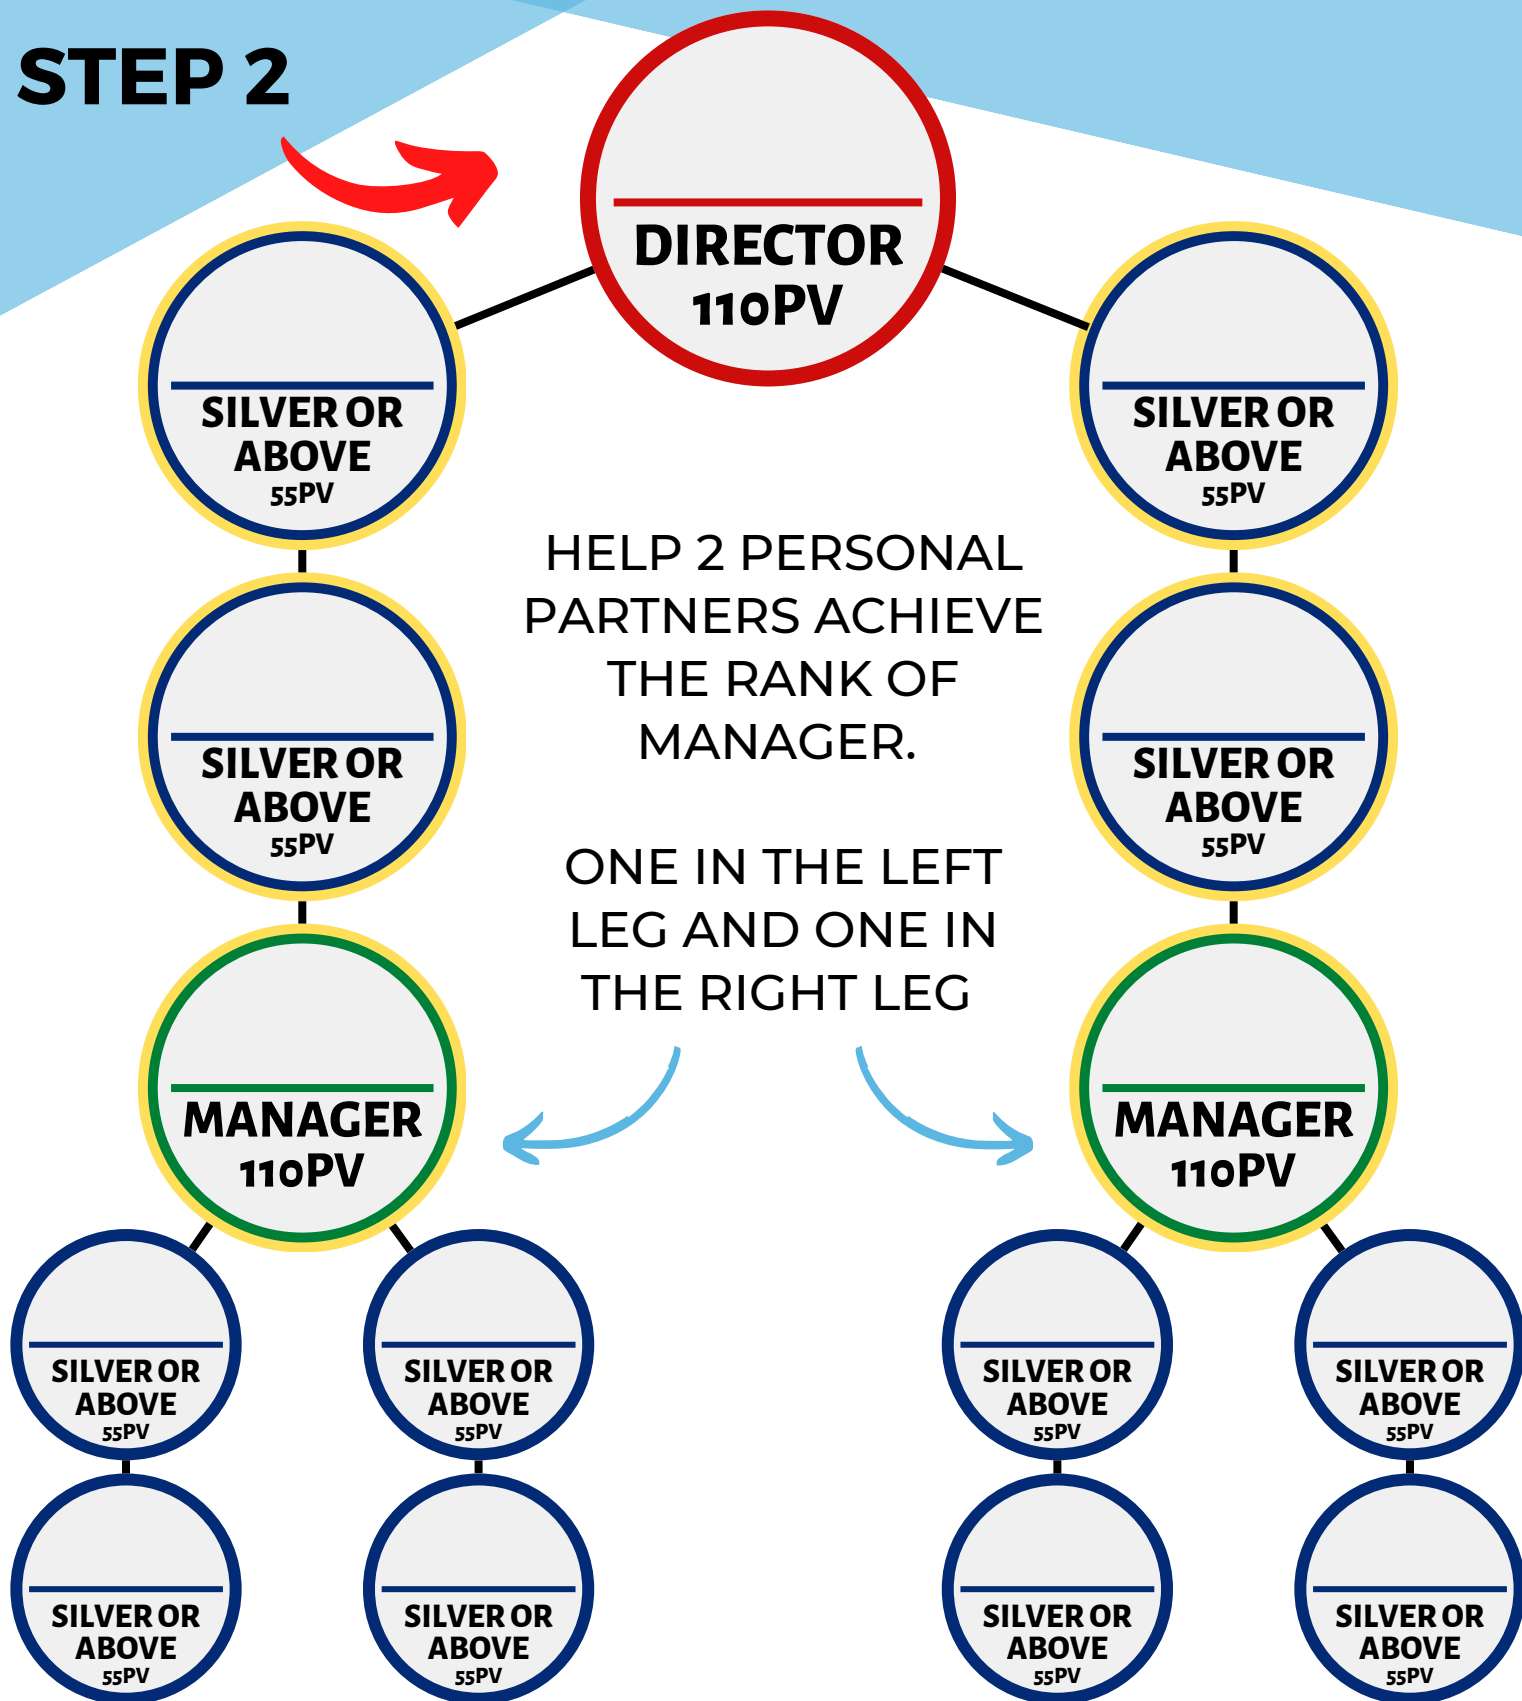 STEP 2
DIRECTOR
110PV
SILVER OR
ABOVE
55PV
SILVER OR
ABOVE
55PV
HELP 2 PERSONAL
PARTNERS ACHIEVE
THE RANK OF
MANAGER.
SILVER OR
ABOVE
55PV
SILVER OR
ABOVE
55PV
ONE IN THE LEFT
LEG AND ONE IN
THE RIGHT LEG
MANAGER
110PV
MANAGER
110PV
SILVER OR
ABOVE
55PV
SILVER OR
ABOVE
55PV
SILVER OR
ABOVE
55PV
SILVER OR
ABOVE
55PV
SILVER OR
ABOVE
55PV
SILVER OR
ABOVE
55PV
SILVER OR
ABOVE
55PV
SILVER OR
ABOVE
55PV